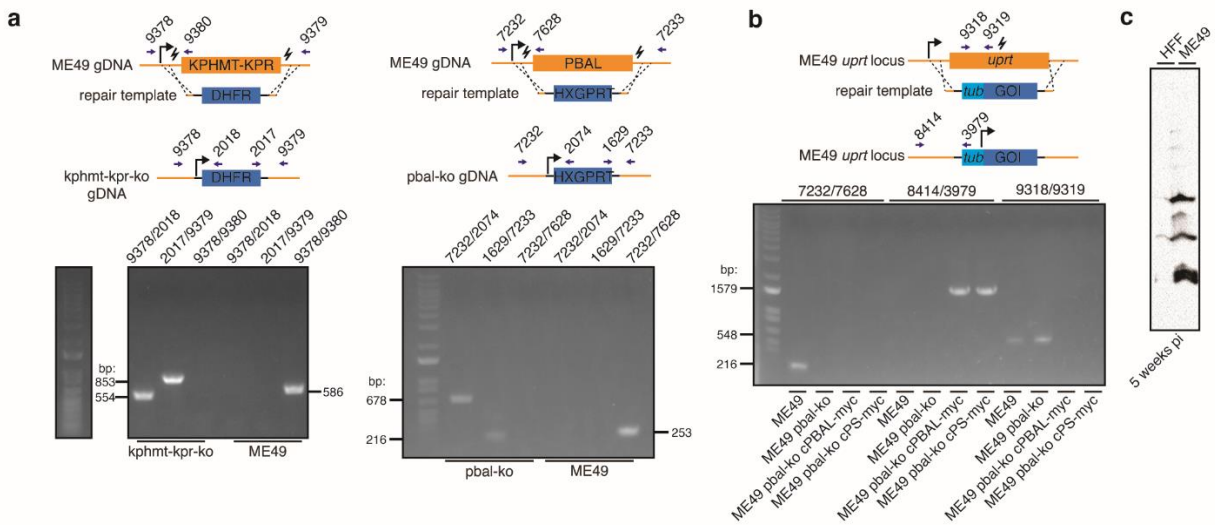 a
9378
9380
9379
ME49 gDNA
KPHMT-KPR
repair template
DHFR
9378
2018
2017
9379
kphmt-kpr-ko
gDNA
DHFR
9378/2018
2017/9379
9378/9380
9378/2018
2017/9379
9378/9380
bp:
853
554
586
kphmt-kpr-ko
ME49
7232
7628
7233
ME49 gDNA
PBAL
repair template
HXGPRT
7232
2074
1629
7233
pbal-ko gDNA
HXGPRT
7232/2074
1629/7233
7232/7628
7232/2074
1629/7233
7232/7628
bp:
678
216
253
pbal-ko
ME49
b
9318
9319
ME49 uprt locus
uprt
repair template
tub GOI
8414
3979
ME49 uprt locus
tub GOI
7232/7628 8414/3979 9318/9319
bp:
1579
548
216
ME49
ME49 pbal-ko
ME49 pbal-ko cPBAL-myc
ME49 pbal-ko cPS-myc
ME49
ME49 pbal-ko
ME49 pbal-ko cPBAL-myc
ME49 pbal-ko cPS-myc
ME49
ME49 pbal-ko
ME49 pbal-ko cPBAL-myc
ME49 pbal-ko cPS-myc
c
HFF
ME49
5 weeks pi